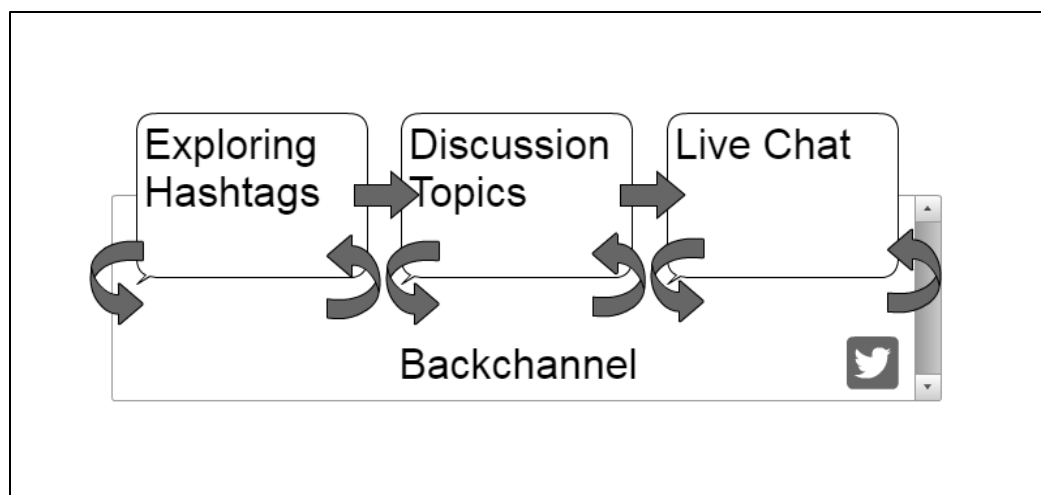 Exploring
Hashtags
Discussion
Topics
Live Chat
Backchannel